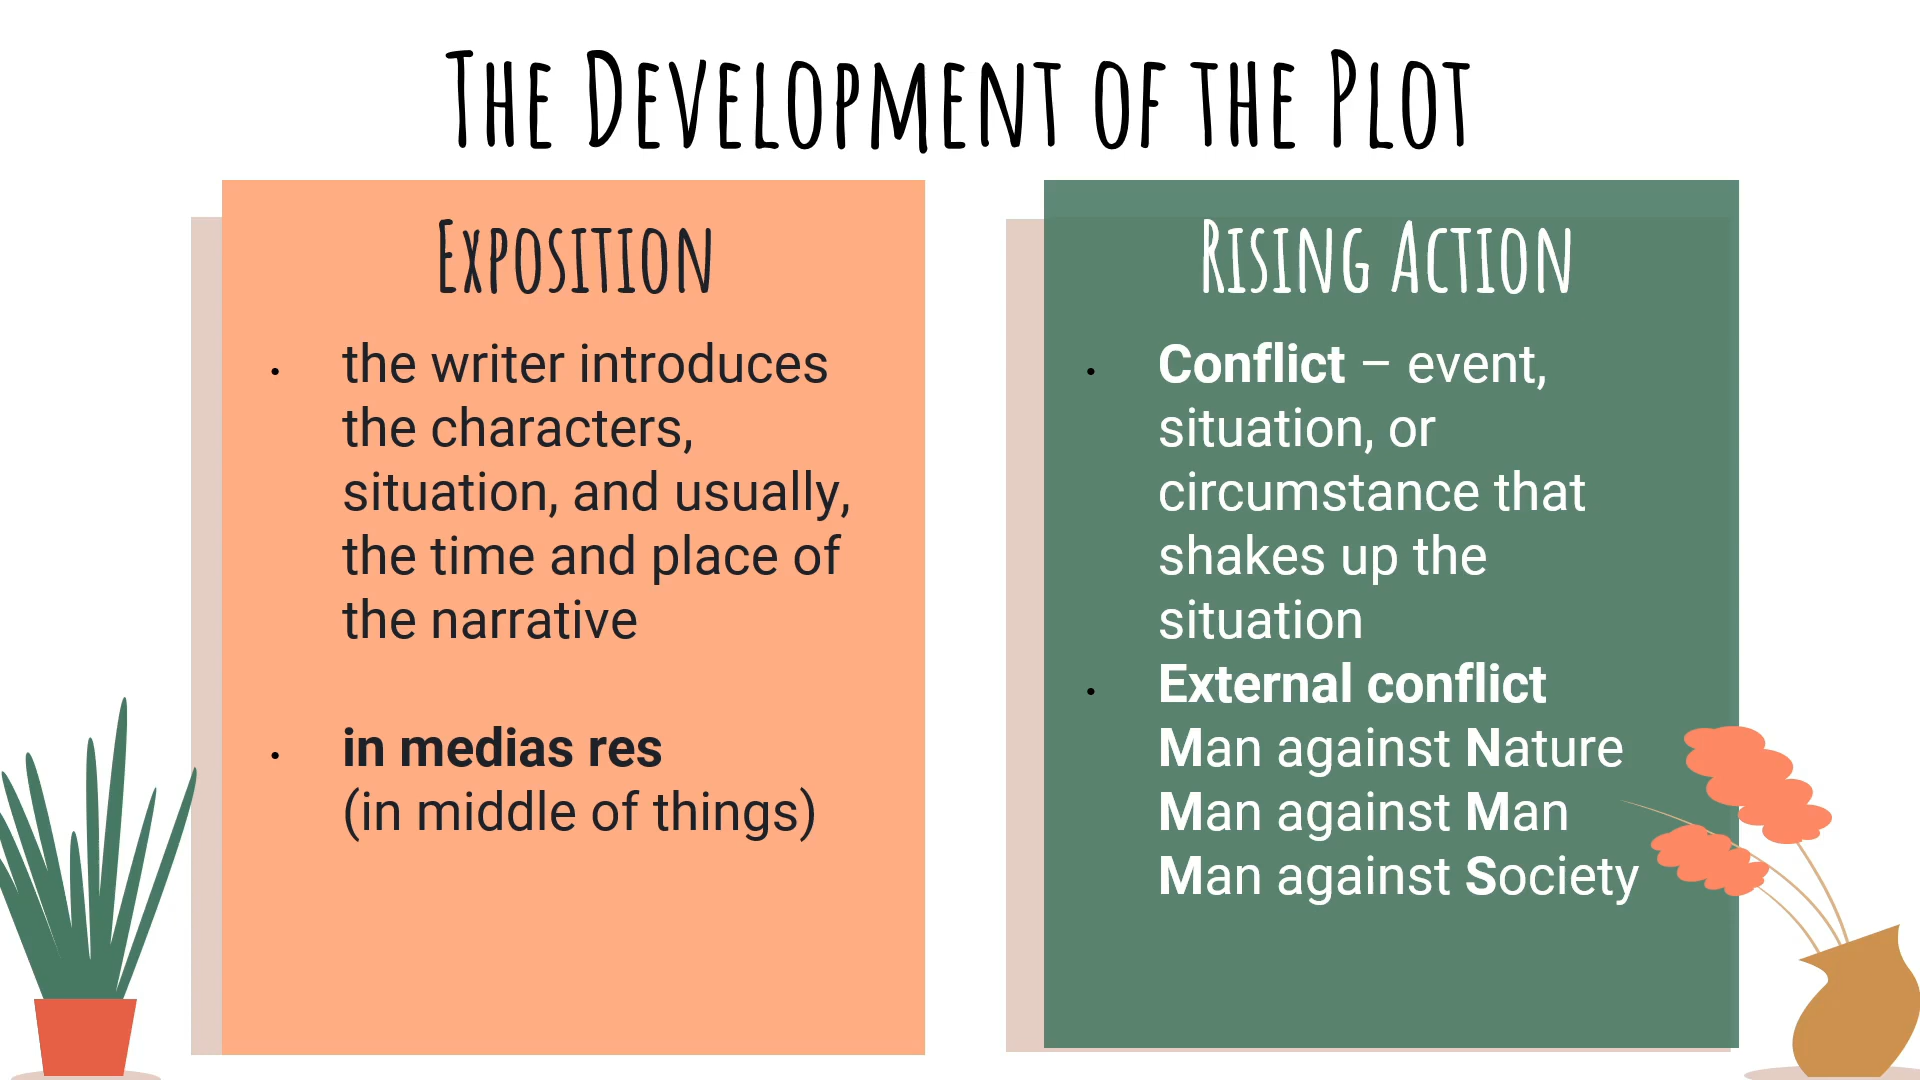 The Development of the Plot
Exposition
• the writer introduces
the characters,
situation, and usually,
the time and place of
the narrative
• in medias res
(in middle of things)
Rising Action
• Conflict – event,
situation, or
circumstance that
shakes up the
situation
• External conflict
Man against Nature
Man against Man
Man against Society